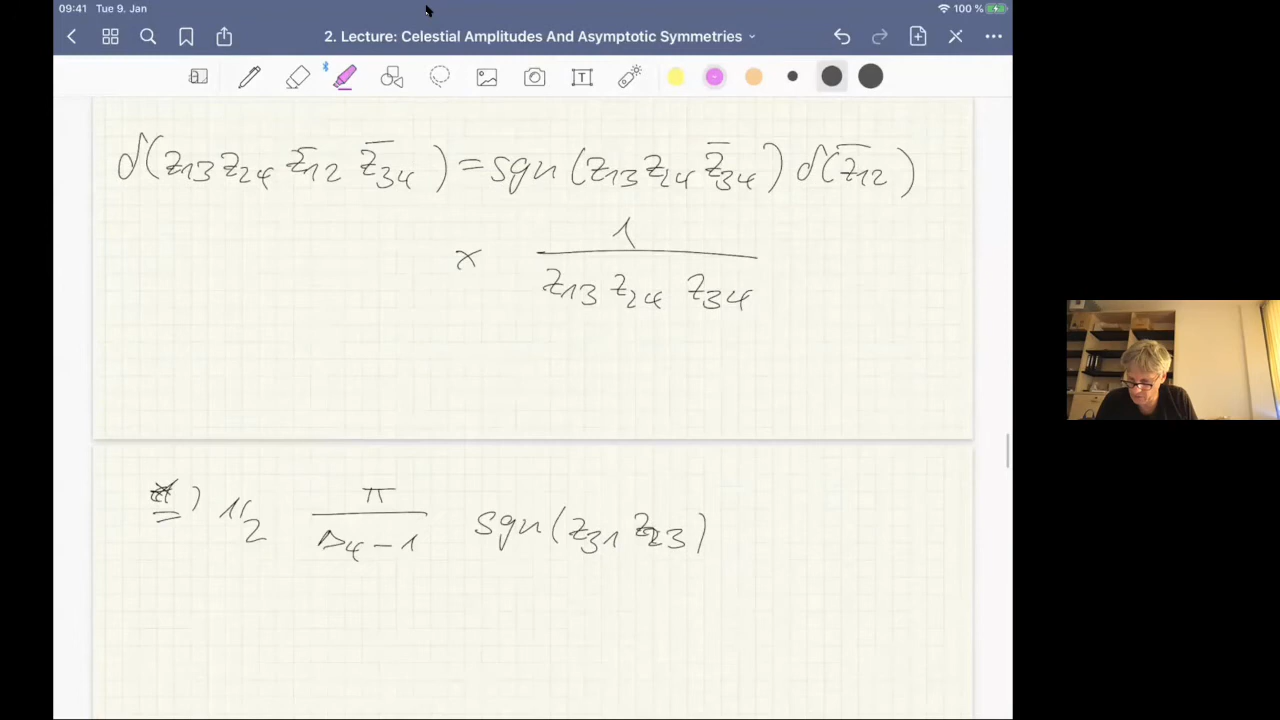 09:41 Tue 9. Jan 100 %
2. Lecture: Celestial Amplitudes And Asymptotic Symmetries
δ(z₁₃ z₂₄ z̄₁₂ z̄₃₄) = sgn(z₁₃ z₂₄ z̄₃₄) δ(z̄₁₂)
× 1 / (z₁₃ z₂₄ z̄₃₄)
) 1/2 π / (Δ₄ - 1) sgn(z₃₁ z₂₃)